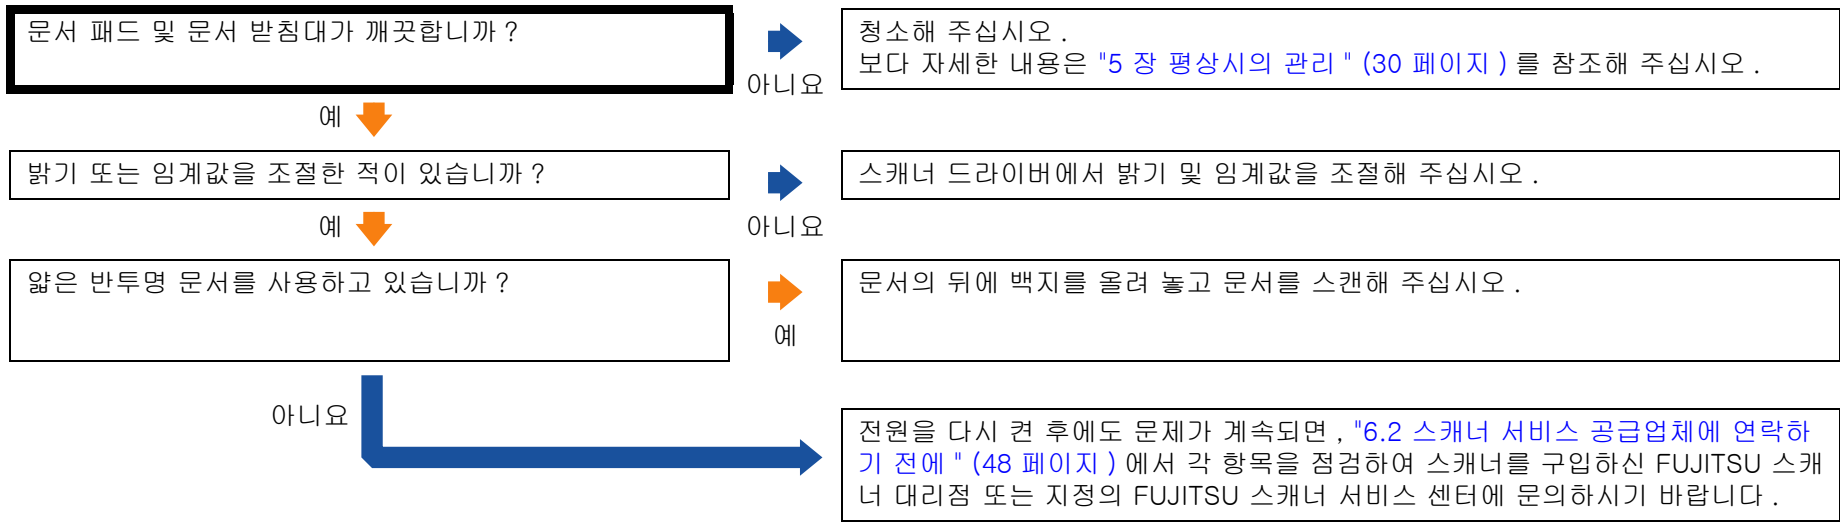 문서 패드 및 문서 받침대가 깨끗합니까 ?
아니요
청소해 주십시오 .
보다 자세한 내용은 "5 장 평상시의 관리 " (30 페이지 ) 를 참조해 주십시오 .
예
밝기 또는 임계값을 조절한 적이 있습니까 ?
아니요
스캐너 드라이버에서 밝기 및 임계값을 조절해 주십시오 .
예
얇은 반투명 문서를 사용하고 있습니까 ?
예
문서의 뒤에 백지를 올려 놓고 문서를 스캔해 주십시오 .
아니요
전원을 다시 켠 후에도 문제가 계속되면 , "6.2 스캐너 서비스 공급업체에 연락하
기 전에 " (48 페이지 ) 에서 각 항목을 점검하여 스캐너를 구입하신 FUJITSU 스캐
너 대리점 또는 지정의 FUJITSU 스캐너 서비스 센터에 문의하시기 바랍니다 .